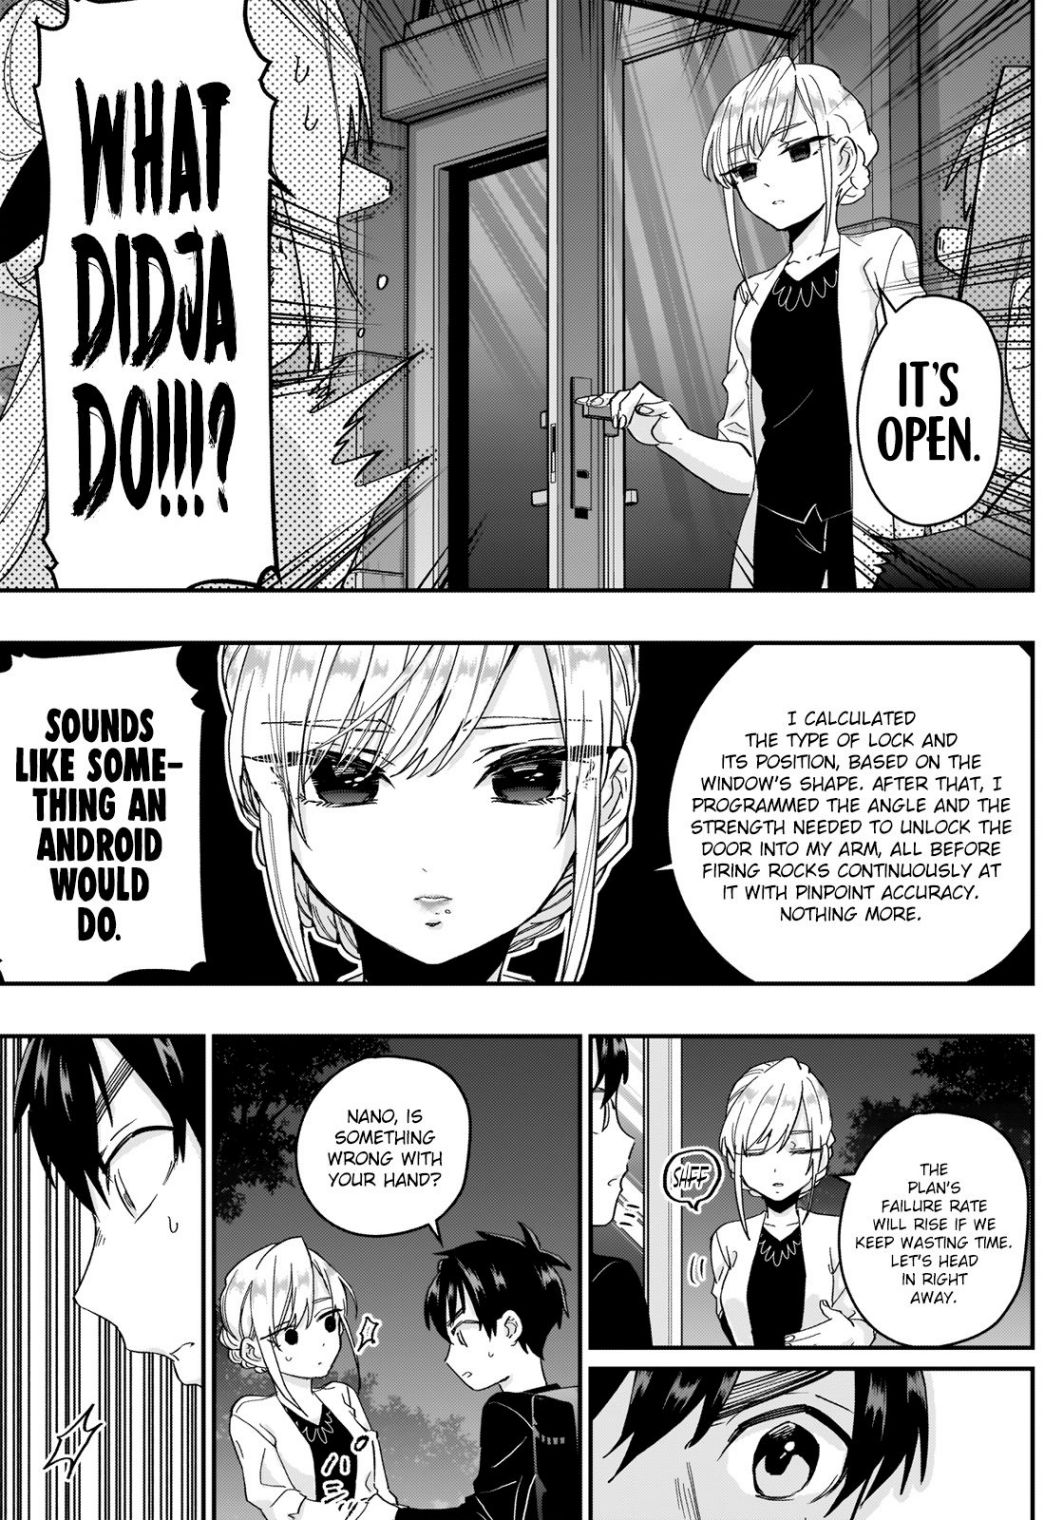 IT'S
OPEN.
WHAT
DIDJA
DO!!!?
I CALCULATED
THE TYPE OF LOCK AND
ITS POSITION, BASED ON THE
WINDOW'S SHAPE. AFTER THAT, I
PROGRAMMED THE ANGLE AND THE
STRENGTH NEEDED TO UNLOCK THE
DOOR INTO MY ARM, ALL BEFORE
FIRING ROCKS CONTINUOUSLY AT
IT WITH PINPOINT ACCURACY.
NOTHING MORE.
SOUNDS
LIKE SOME-
THING AN
ANDROID
WOULD
DO.
THE
PLAN'S
FAILURE RATE
WILL RISE IF WE
KEEP WASTING TIME.
LET'S HEAD
IN RIGHT
AWAY.
SHFF
NANO, IS
SOMETHING
WRONG WITH
YOUR HAND?